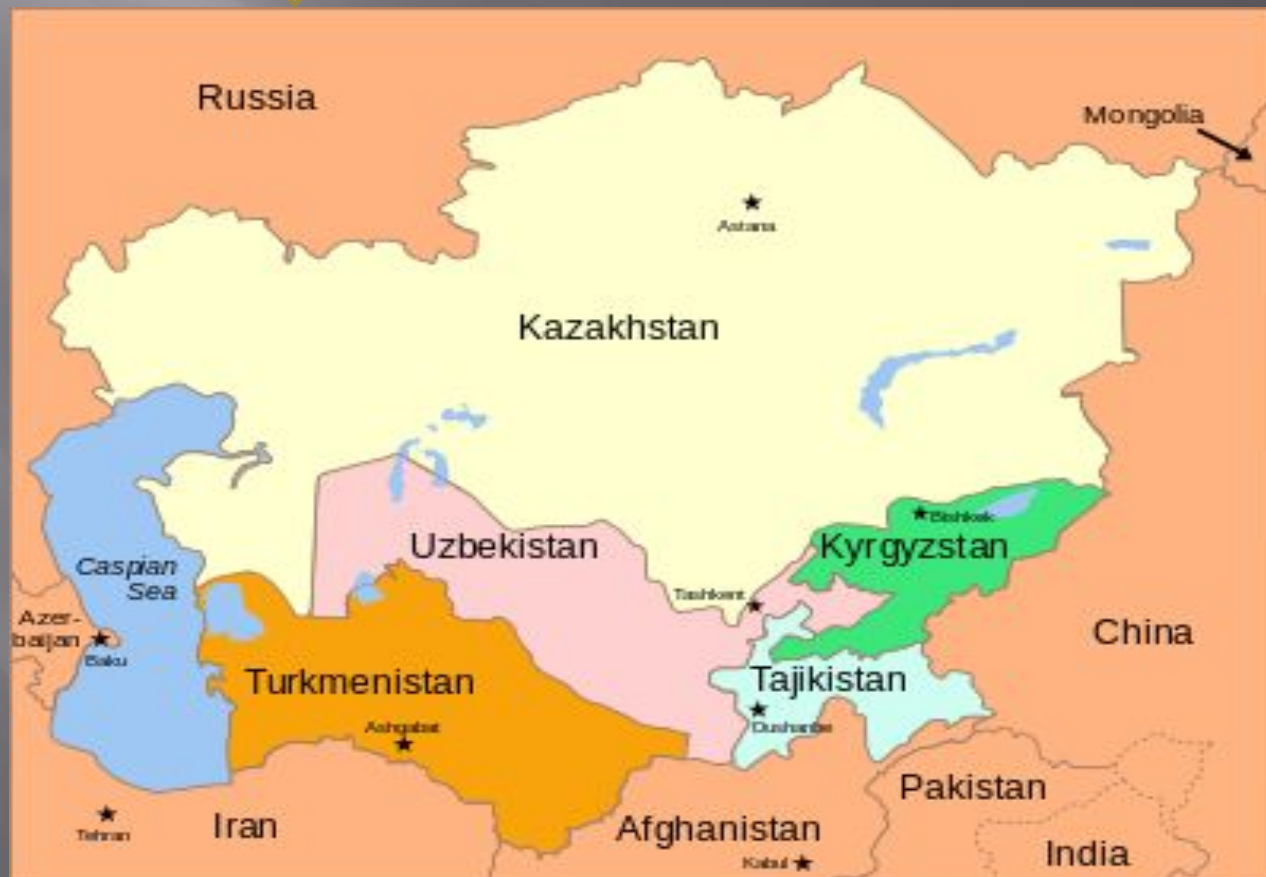 Russia
Mongolia
Astana
Kazakhstan
Bishkek
Uzbekistan
Kyrgyzstan
Caspian
Sea
Tashkent
Azer-
baijan
Baku
China
Turkmenistan
Tajikistan
Ashgabat
Dushanbe
Pakistan
Tehran
Iran
Afghanistan
Kabul
India